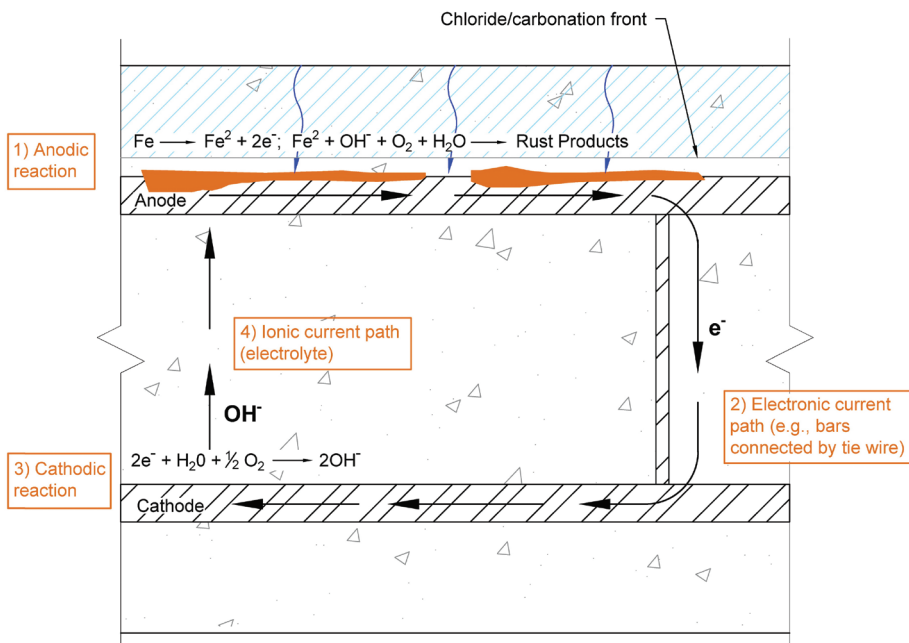 Chloride/carbonation front
1) Anodic
reaction
Fe ⟶ Fe² + 2e⁻; Fe² + OH⁻ + O₂ + H₂O ⟶ Rust Products
Anode
4) Ionic current path
(electrolyte)
e⁻
OH⁻
2) Electronic current
path (e.g., bars
connected by tie wire)
3) Cathodic
reaction
2e⁻ + H₂0 + ½ O₂ ⟶ 2OH⁻
Cathode